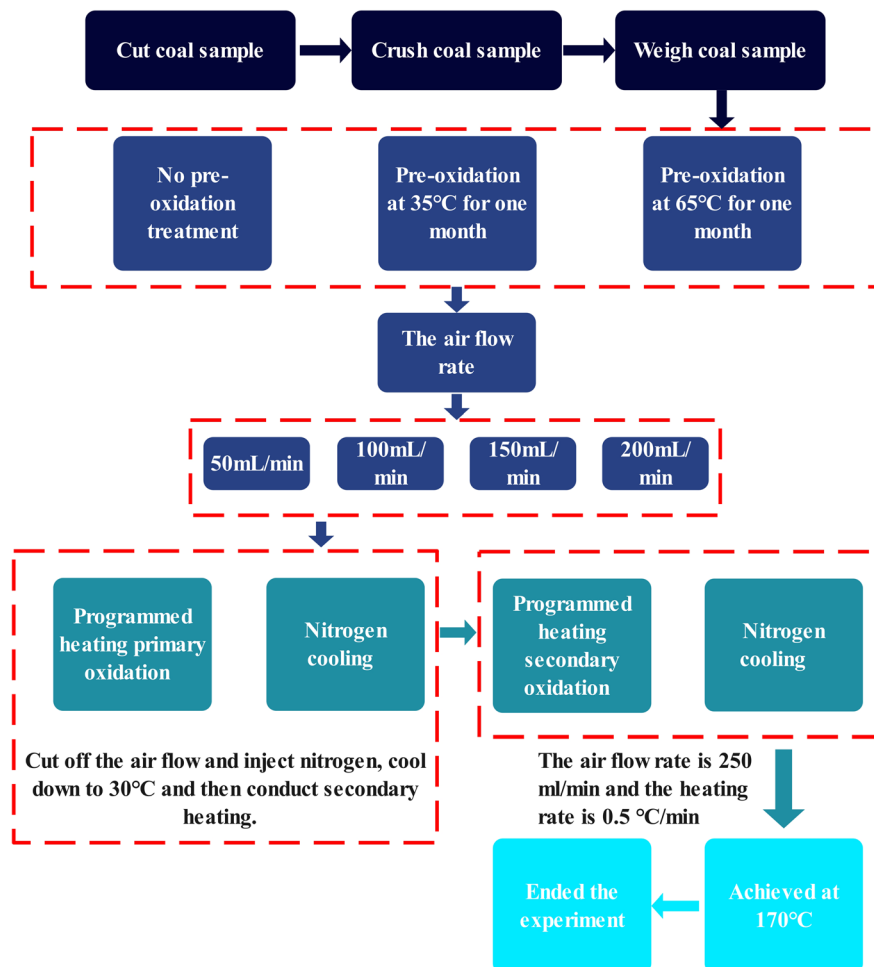 Cut coal sample
Crush coal sample
Weigh coal sample
No pre-
oxidation
treatment
Pre-oxidation
at 35°C for one
month
Pre-oxidation
at 65°C for one
month
The air flow
rate
50mL/min
100mL/
min
150mL/
min
200mL/
min
Programmed
heating primary
oxidation
Nitrogen
cooling
Cut off the air flow and inject nitrogen, cool
down to 30°C and then conduct secondary
heating.
Programmed
heating
secondary
oxidation
Nitrogen
cooling
The air flow rate is 250
ml/min and the heating
rate is 0.5 °C/min
Achieved at
170°C
Ended the
experiment